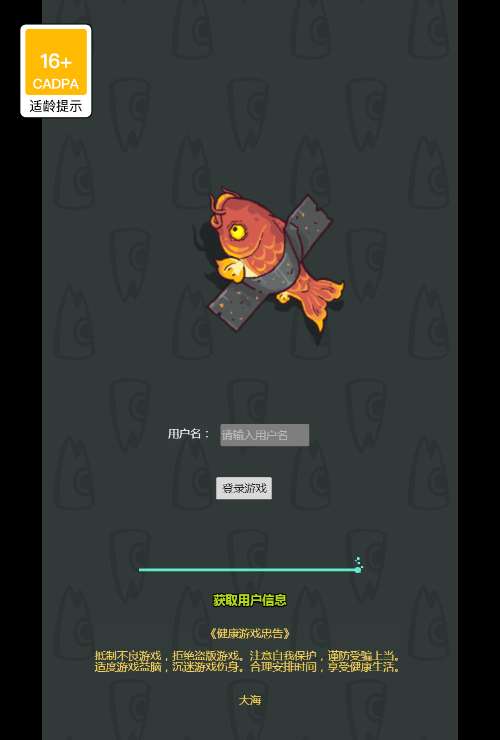 16+
CADPA
适龄提示
用户名：
请输入用户名
登录游戏
获取用户信息
《健康游戏忠告》
抵制不良游戏，拒绝盗版游戏。注意自我保护，谨防受骗上当。
适度游戏益脑，沉迷游戏伤身。合理安排时间，享受健康生活。
大海